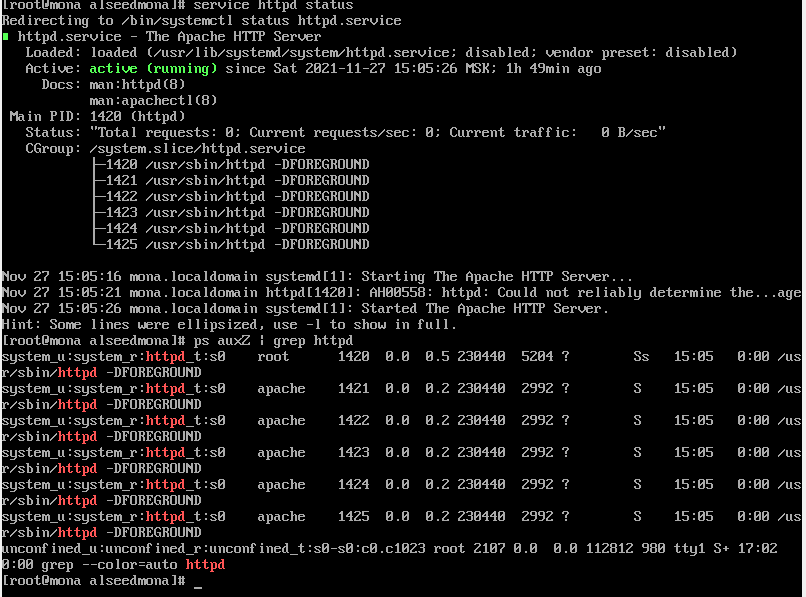 [root@mona alseedmona]# service httpd status
Redirecting to /bin/systemctl status httpd.service
httpd.service - The Apache HTTP Server
Loaded: loaded (/usr/lib/systemd/system/httpd.service; disabled; vendor preset: disabled)
Active: active (running) since Sat 2021-11-27 15:05:26 MSK; 1h 49min ago
Docs: man:httpd(8)
man:apachectl(8)
Main PID: 1420 (httpd)
Status: "Total requests: 0; Current requests/sec: 0; Current traffic:   0 B/sec"
CGroup: /system.slice/httpd.service
├─1420 /usr/sbin/httpd -DFOREGROUND
├─1421 /usr/sbin/httpd -DFOREGROUND
├─1422 /usr/sbin/httpd -DFOREGROUND
├─1423 /usr/sbin/httpd -DFOREGROUND
├─1424 /usr/sbin/httpd -DFOREGROUND
└─1425 /usr/sbin/httpd -DFOREGROUND
Nov 27 15:05:16 mona.localdomain systemd[1]: Starting The Apache HTTP Server...
Nov 27 15:05:21 mona.localdomain httpd[1420]: AH00558: httpd: Could not reliably determine the...age
Nov 27 15:05:26 mona.localdomain systemd[1]: Started The Apache HTTP Server.
Hint: Some lines were ellipsized, use -l to show in full.
[root@mona alseedmona]# ps auxZ | grep httpd
system_u:system_r:httpd_t:s0    root      1420  0.0  0.5 230440  5204 ?        Ss   15:05   0:00 /us
r/sbin/httpd -DFOREGROUND
system_u:system_r:httpd_t:s0    apache    1421  0.0  0.2 230440  2992 ?        S    15:05   0:00 /us
r/sbin/httpd -DFOREGROUND
system_u:system_r:httpd_t:s0    apache    1422  0.0  0.2 230440  2992 ?        S    15:05   0:00 /us
r/sbin/httpd -DFOREGROUND
system_u:system_r:httpd_t:s0    apache    1423  0.0  0.2 230440  2992 ?        S    15:05   0:00 /us
r/sbin/httpd -DFOREGROUND
system_u:system_r:httpd_t:s0    apache    1424  0.0  0.2 230440  2992 ?        S    15:05   0:00 /us
r/sbin/httpd -DFOREGROUND
system_u:system_r:httpd_t:s0    apache    1425  0.0  0.2 230440  2992 ?        S    15:05   0:00 /us
r/sbin/httpd -DFOREGROUND
unconfined_u:unconfined_r:unconfined_t:s0-s0:c0.c1023 root 2107 0.0  0.0 112812 980 tty1 S+ 17:02
0:00 grep --color=auto httpd
[root@mona alseedmona]# _